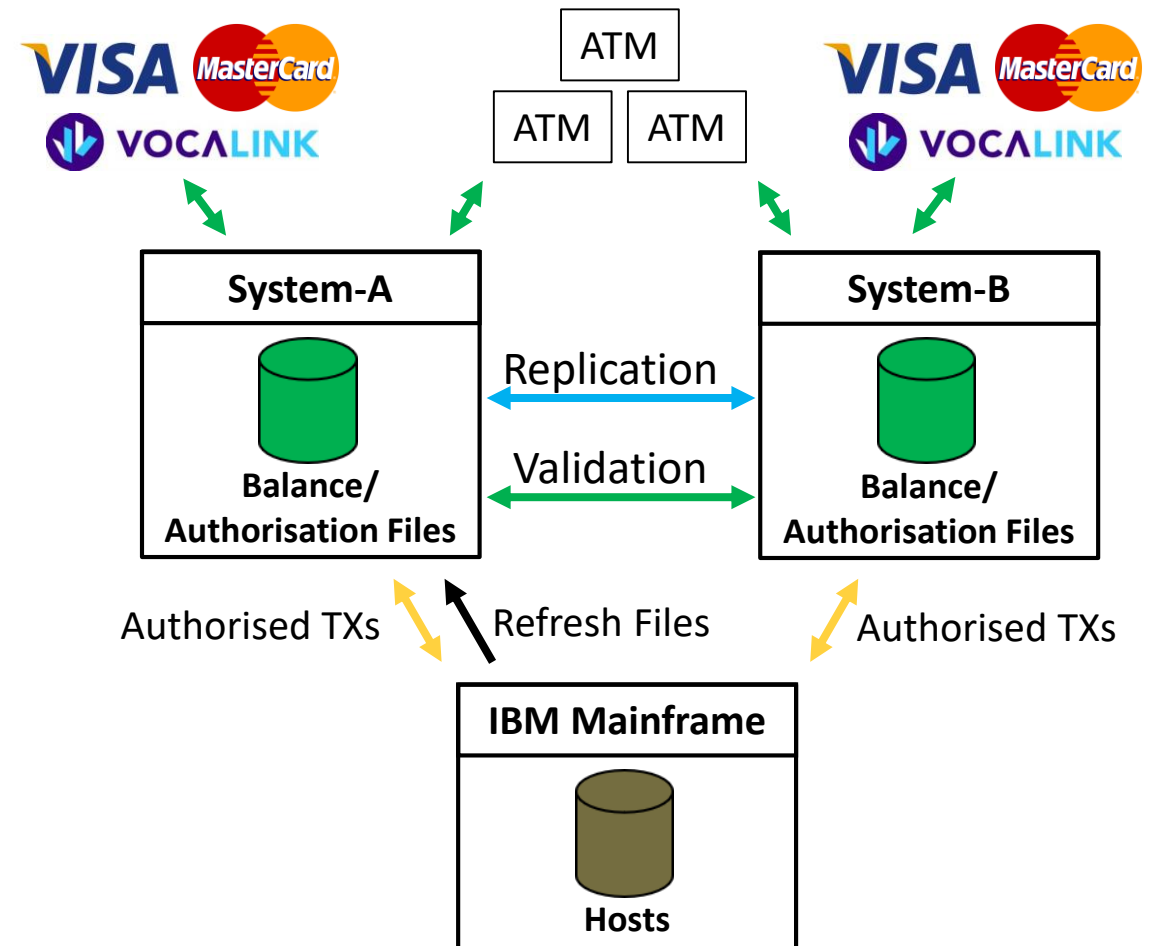 VISA MasterCard
VOCALINK
ATM
ATM ATM
VISA MasterCard
VOCALINK
System-A
Balance/
Authorisation Files
Replication
Validation
System-B
Balance/
Authorisation Files
Authorised TXs
Refresh Files
Authorised TXs
IBM Mainframe
Hosts